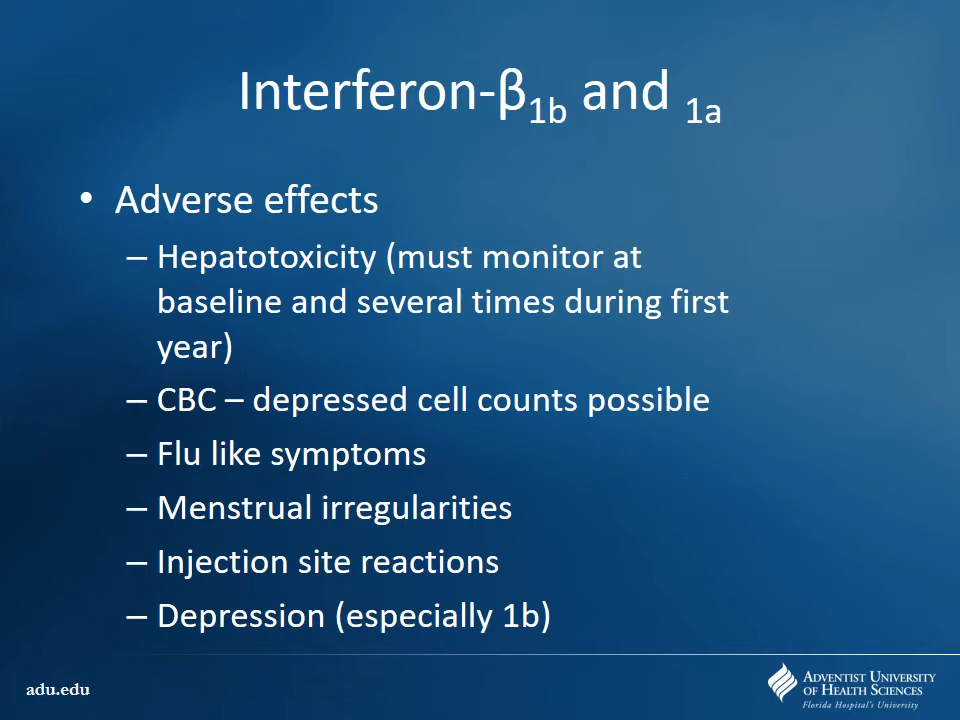 Interferon-β1b and 1a
• Adverse effects
– Hepatotoxicity (must monitor at
baseline and several times during first
year)
– CBC – depressed cell counts possible
– Flu like symptoms
– Menstrual irregularities
– Injection site reactions
– Depression (especially 1b)
adu.edu
Adventist University
of Health Sciences
Florida Hospital's University